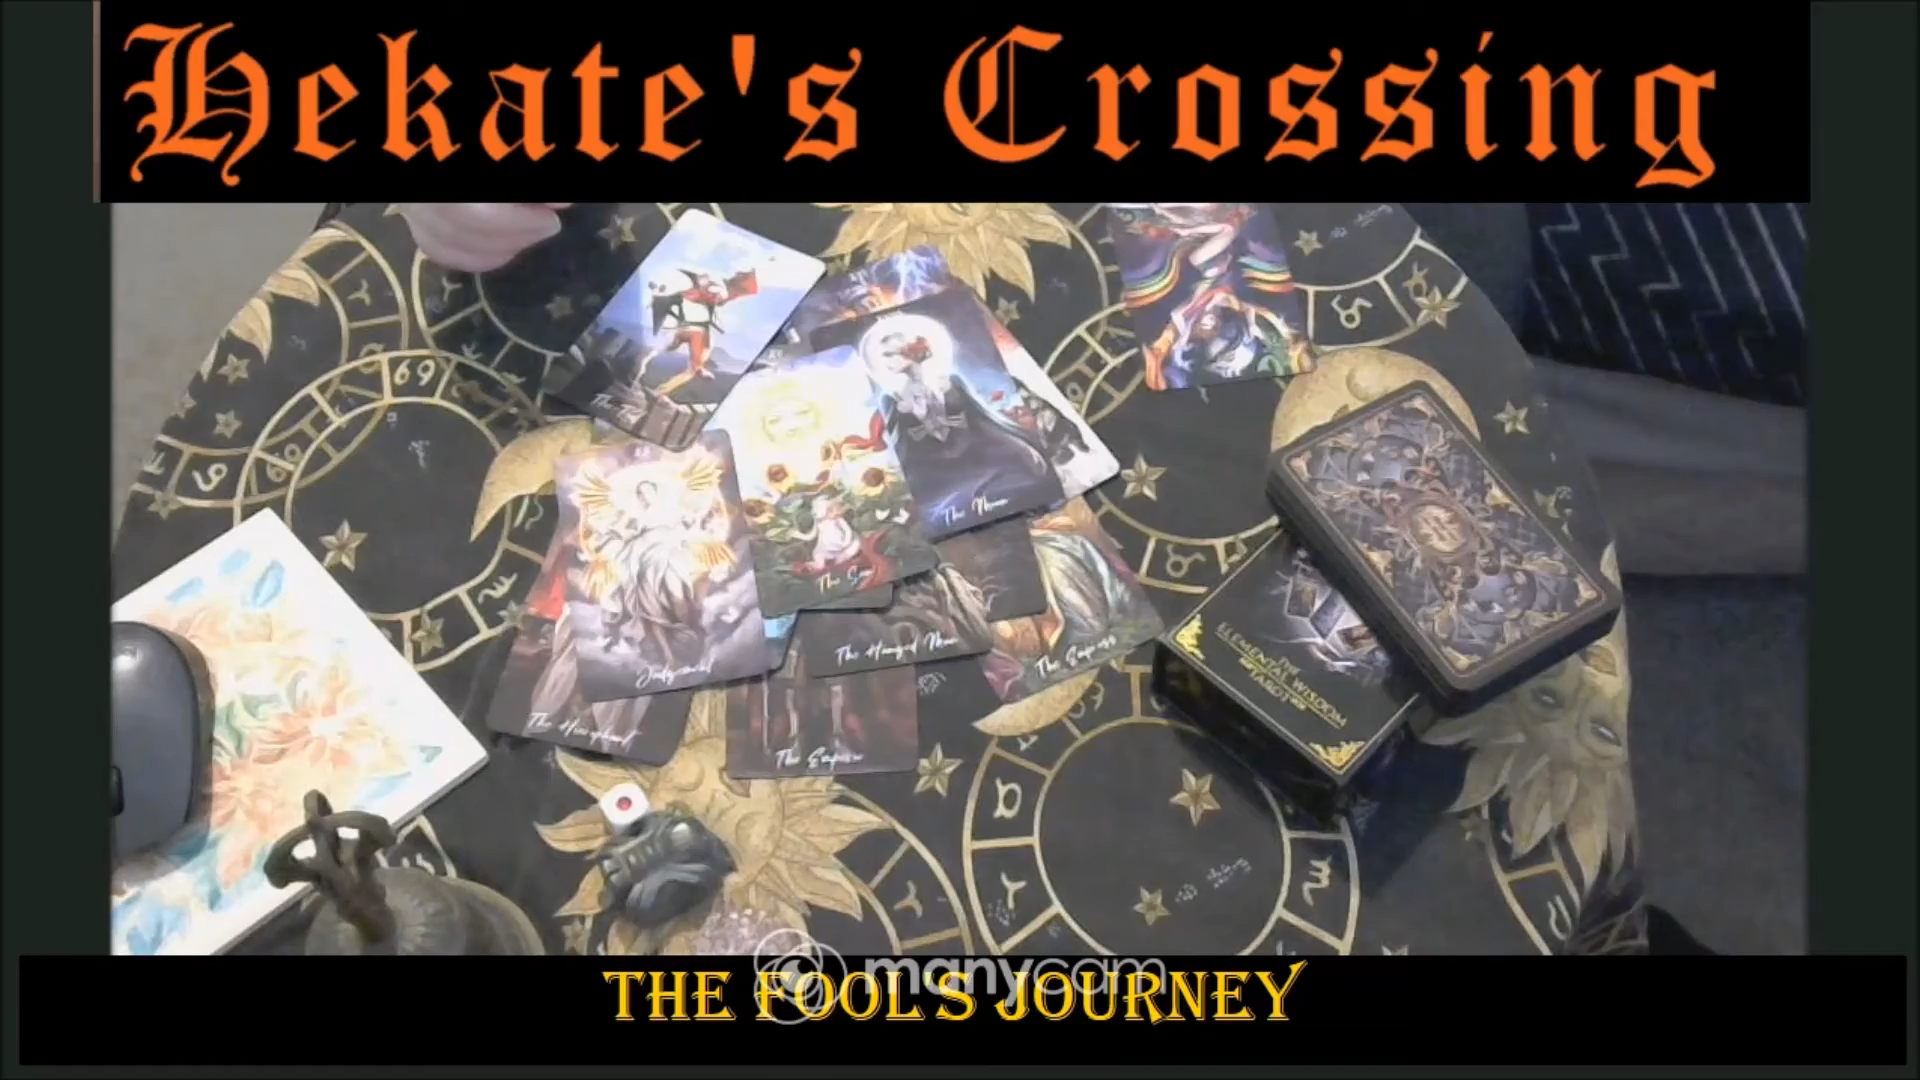 Hekate's Crossing
The Sun
The Moon
The Hanged Man
The Empress
Judgement
The Hierophant
The Emperor
THE
ELEMENTAL WISDOM
TAROT
69
manycam
THE FOOL'S JOURNEY